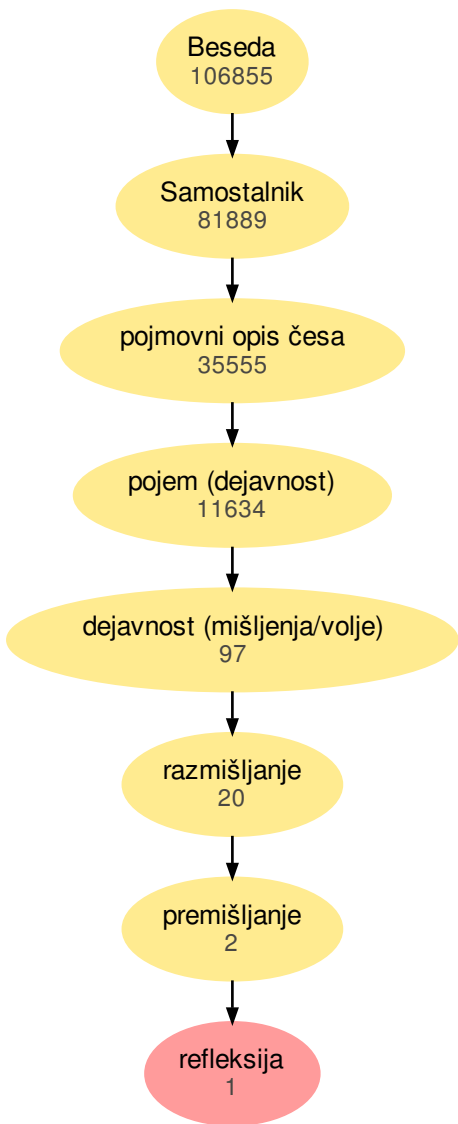 Beseda
106855
Samostalnik
81889
pojmovni opis česa
35555
pojem (dejavnost)
11634
dejavnost (mišljenja/volje)
97
razmišljanje
20
premišljanje
2
refleksija
1